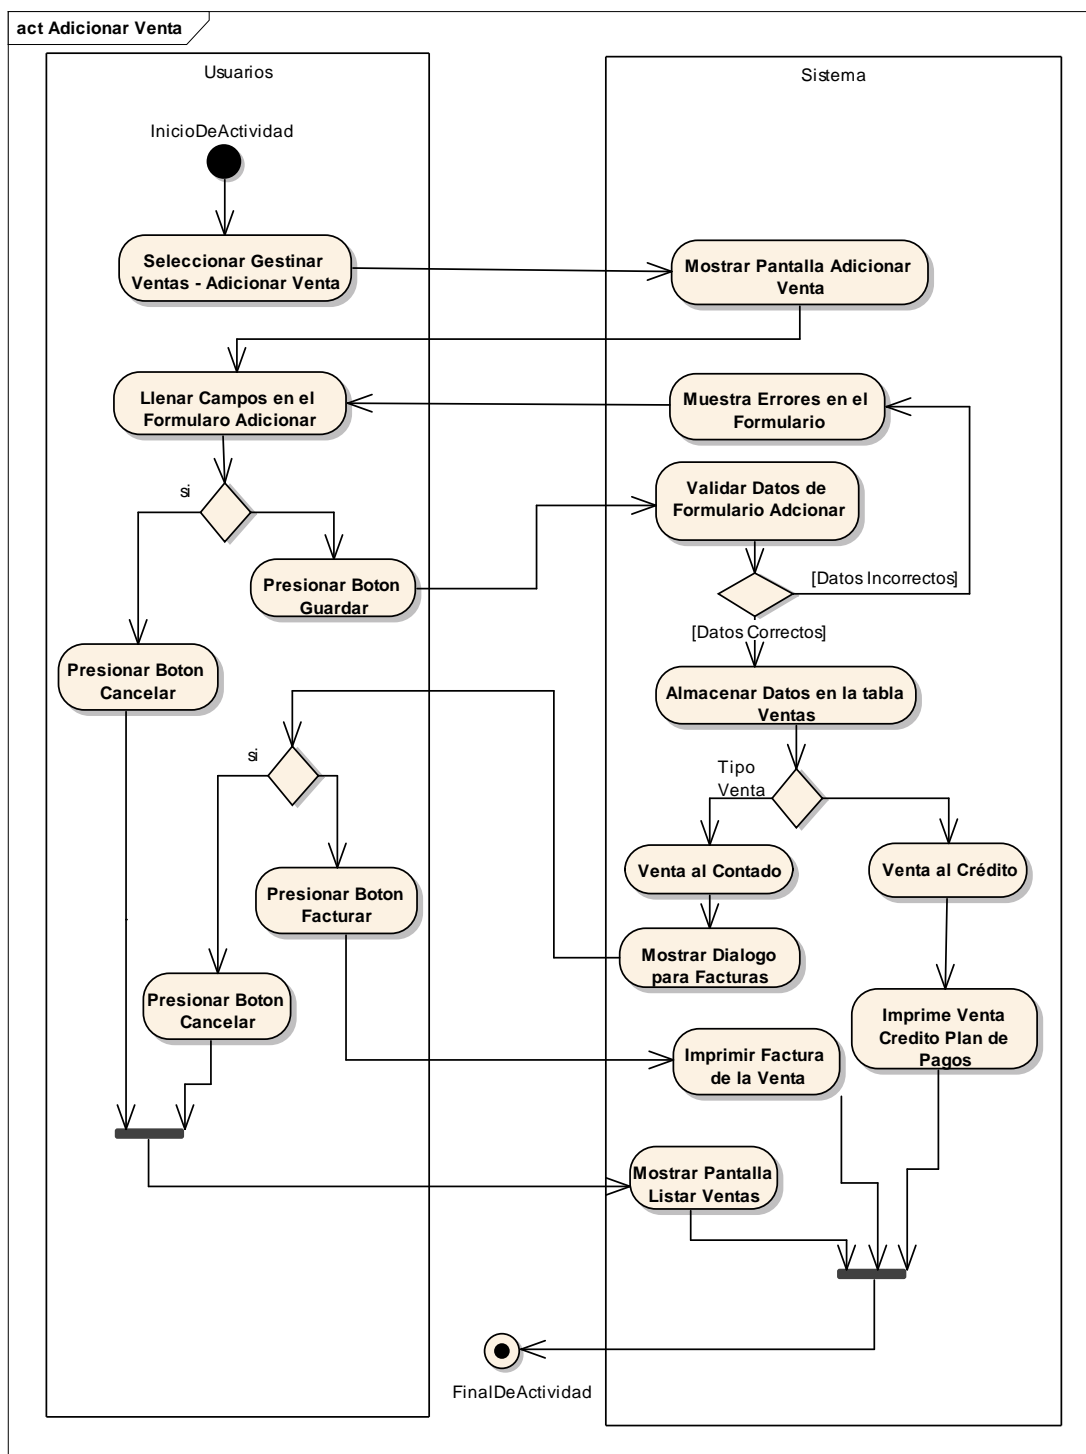 act Adicionar Venta
Usuarios
Sistema
InicioDeActividad
Seleccionar Gestinar
Ventas - Adicionar Venta
Mostrar Pantalla Adicionar
Venta
Llenar Campos en el
Formularo Adicionar
Muestra Errores en el
Formulario
si
Validar Datos de
Formulario Adcionar
Presionar Boton
Guardar
[Datos Incorrectos]
[Datos Correctos]
Presionar Boton
Cancelar
Almacenar Datos en la tabla
Ventas
si
Tipo
Venta
Venta al Contado
Venta al Crédito
Presionar Boton
Facturar
Mostrar Dialogo
para Facturas
Presionar Boton
Cancelar
Imprime Venta
Credito Plan de
Pagos
Imprimir Factura
de la Venta
Mostrar Pantalla
Listar Ventas
FinalDeActividad